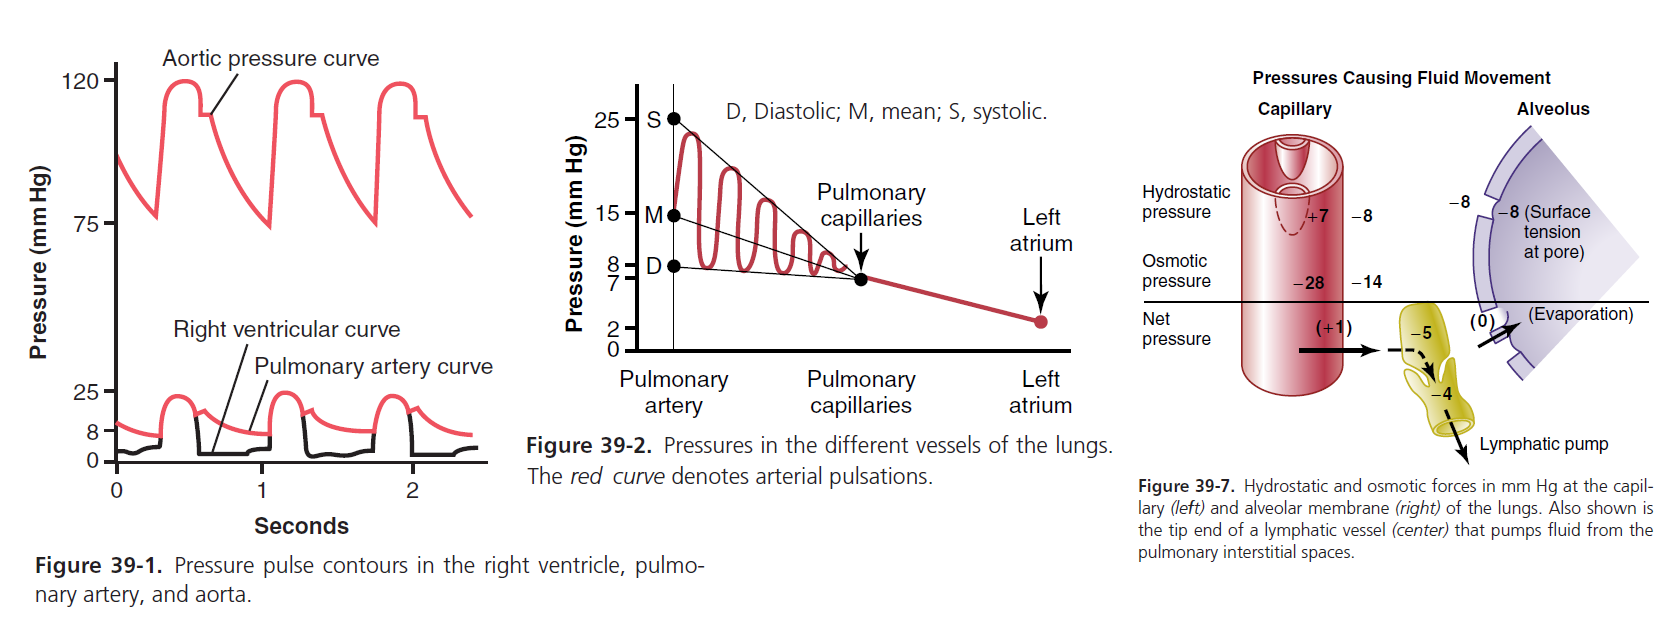 Aortic pressure curve
120
75
25
8
0
Pressure (mm Hg)
Right ventricular curve
Pulmonary artery curve
0
1
2
Seconds
Figure 39-1. Pressure pulse contours in the right ventricle, pulmo-
nary artery, and aorta.
D, Diastolic; M, mean; S, systolic.
25
15
8
7
2
0
S
M
D
Pressure (mm Hg)
Pulmonary
capillaries
Left
atrium
Pulmonary
artery
Pulmonary
capillaries
Left
atrium
Figure 39-2. Pressures in the different vessels of the lungs.
The red curve denotes arterial pulsations.
Pressures Causing Fluid Movement
Capillary
Alveolus
Hydrostatic
pressure
+7
–8
–8
–8 (Surface
tension
at pore)
Osmotic
pressure
–28
–14
Net
pressure
(+1)
–5
(0)
(Evaporation)
–4
Lymphatic pump
Figure 39-7. Hydrostatic and osmotic forces in mm Hg at the capil-
lary (left) and alveolar membrane (right) of the lungs. Also shown is
the tip end of a lymphatic vessel (center) that pumps fluid from the
pulmonary interstitial spaces.